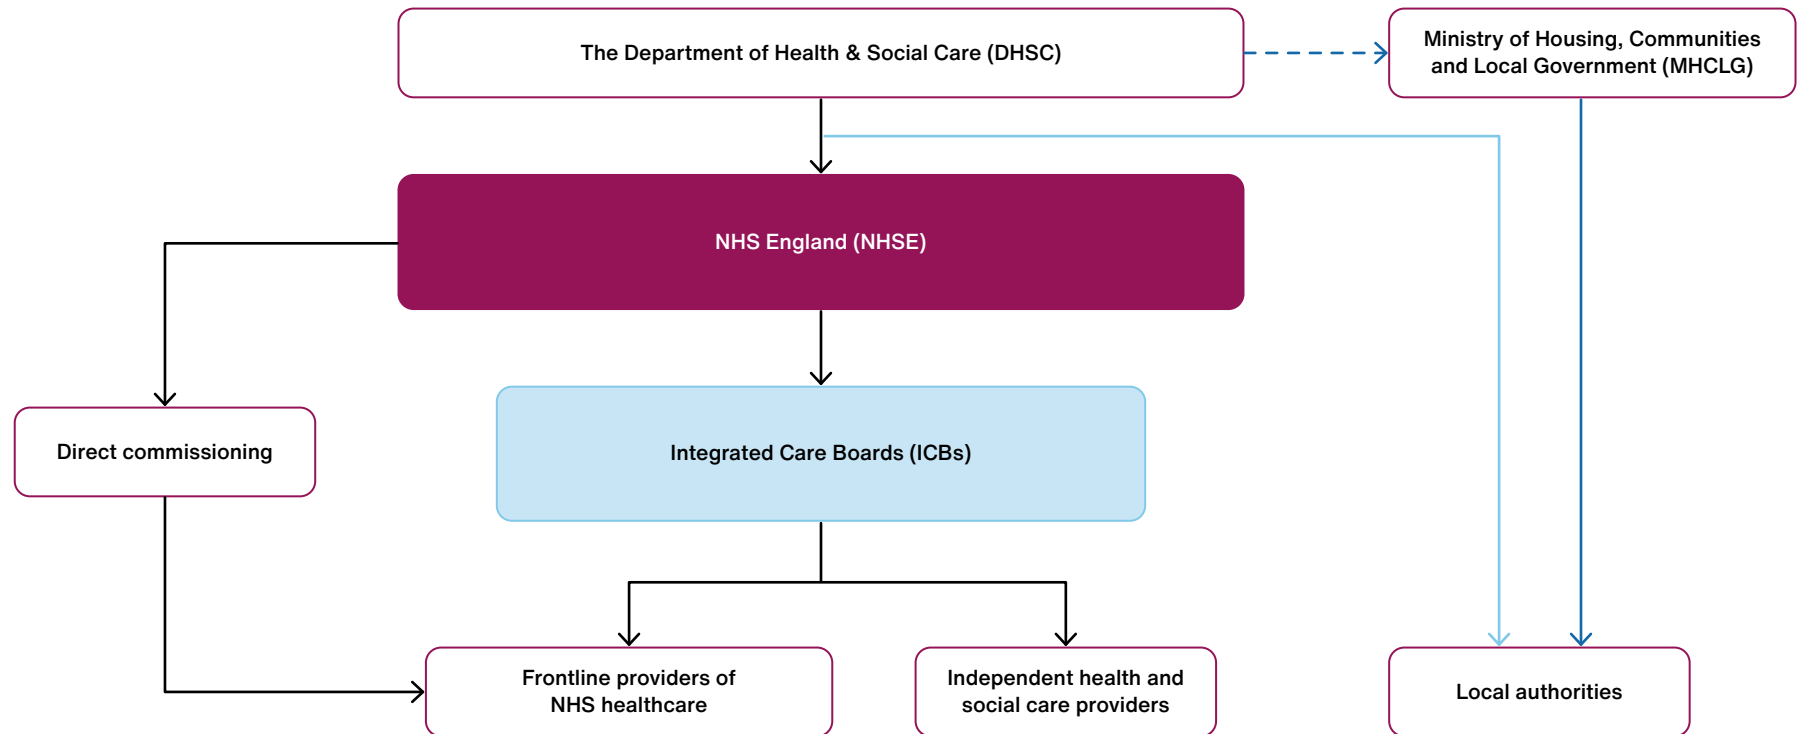 The Department of Health & Social Care (DHSC)
Ministry of Housing, Communities
and Local Government (MHCLG)
NHS England (NHSE)
Direct commissioning
Integrated Care Boards (ICBs)
Frontline providers of
NHS healthcare
Independent health and
social care providers
Local authorities